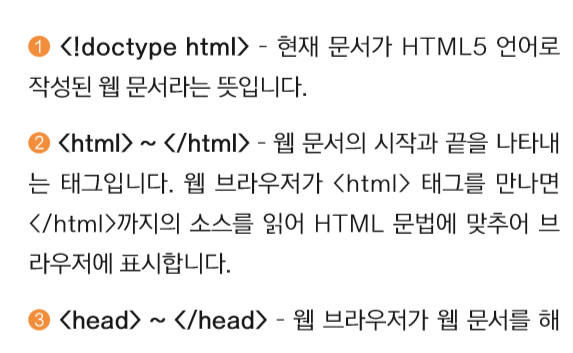 1 <!doctype html> - 현재 문서가 HTML5 언어로
작성된 웹 문서라는 뜻입니다.
2 <html> ~ </html> - 웹 문서의 시작과 끝을 나타내
는 태그입니다. 웹 브라우저가 <html> 태그를 만나면
</html>까지의 소스를 읽어 HTML 문법에 맞추어 브
라우저에 표시합니다.
3 <head> ~ </head> - 웹 브라우저가 웹 문서를 해